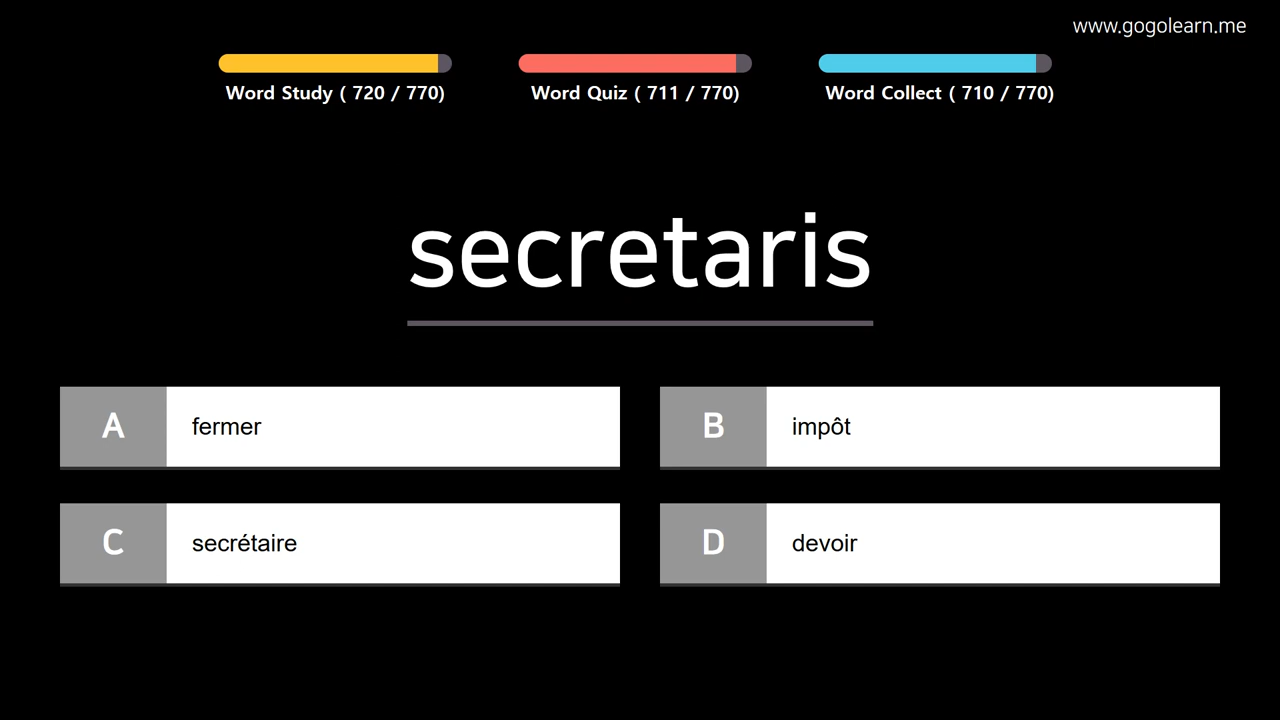 www.gogolearn.me
Word Study ( 720 / 770)
Word Quiz ( 711 / 770)
Word Collect ( 710 / 770)
secretaris
A fermer
B impôt
C secrétaire
D devoir